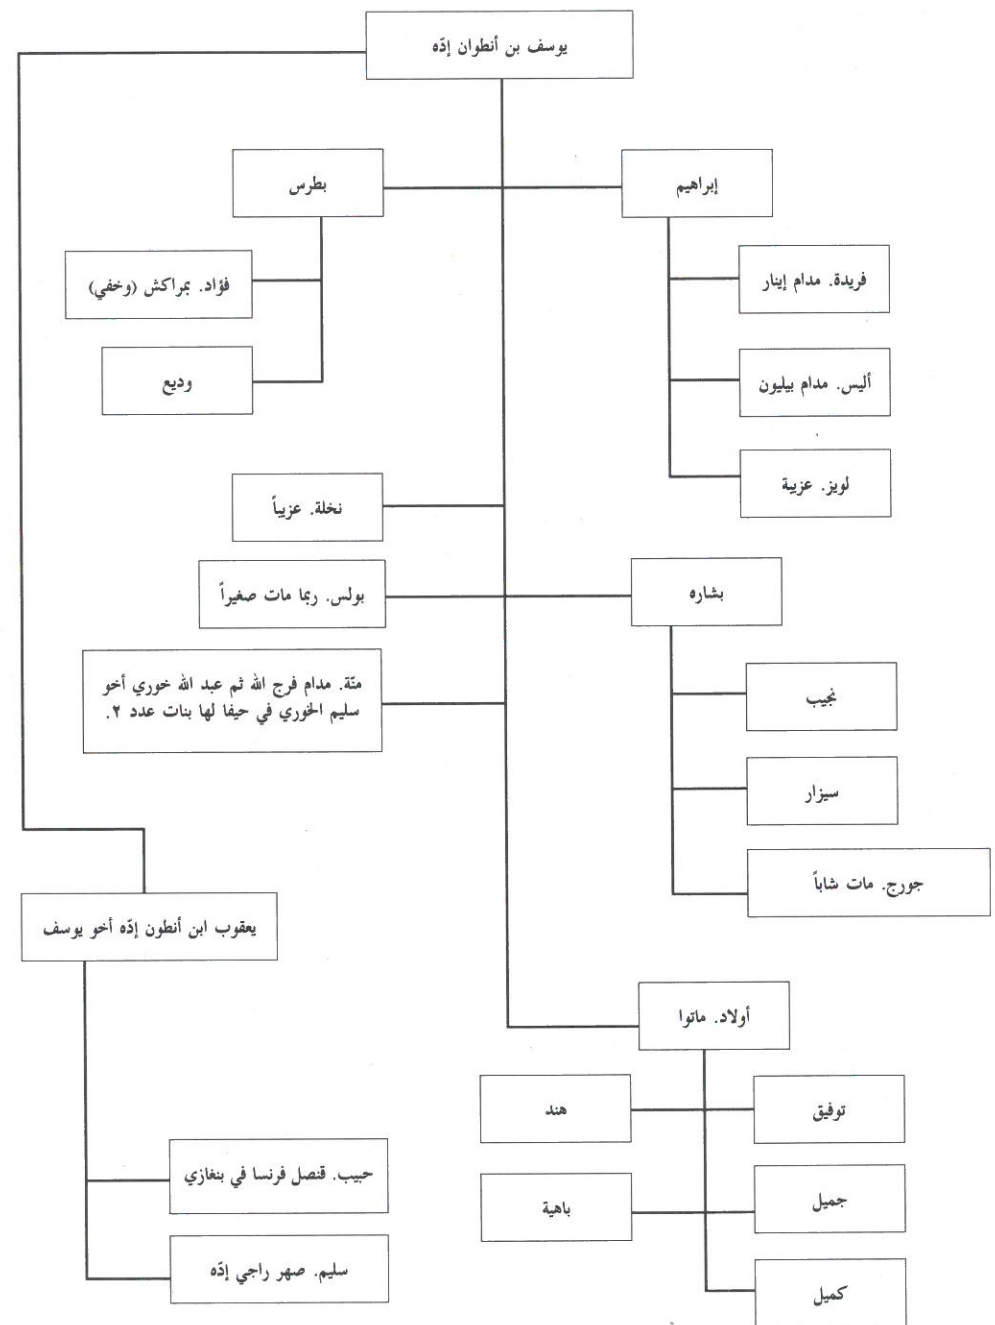 يوسف بن أنطوان إدّه
إبراهيم
بطرس
فريدة. مدام إينار
فؤاد. بمراكش (وخفي)
أليس. مدام بيليون
وديع
لويز. عزيبة
نخلة. عزيباً
بشاره
بولس. ربما مات صغيراً
منّة. مدام فرج الله ثم عبد الله خوري أخو
سليم الخوري في حيفا لها بنات عدد ٢.
نجيب
سيزار
جورج. مات شاباً
يعقوب ابن أنطون إدّه أخو يوسف
أولاد. ماتوا
توفيق
هند
حبيب. قنصل فرنسا في بنغازي
جميل
باهية
سليم. صهر راجي إدّه
كميل